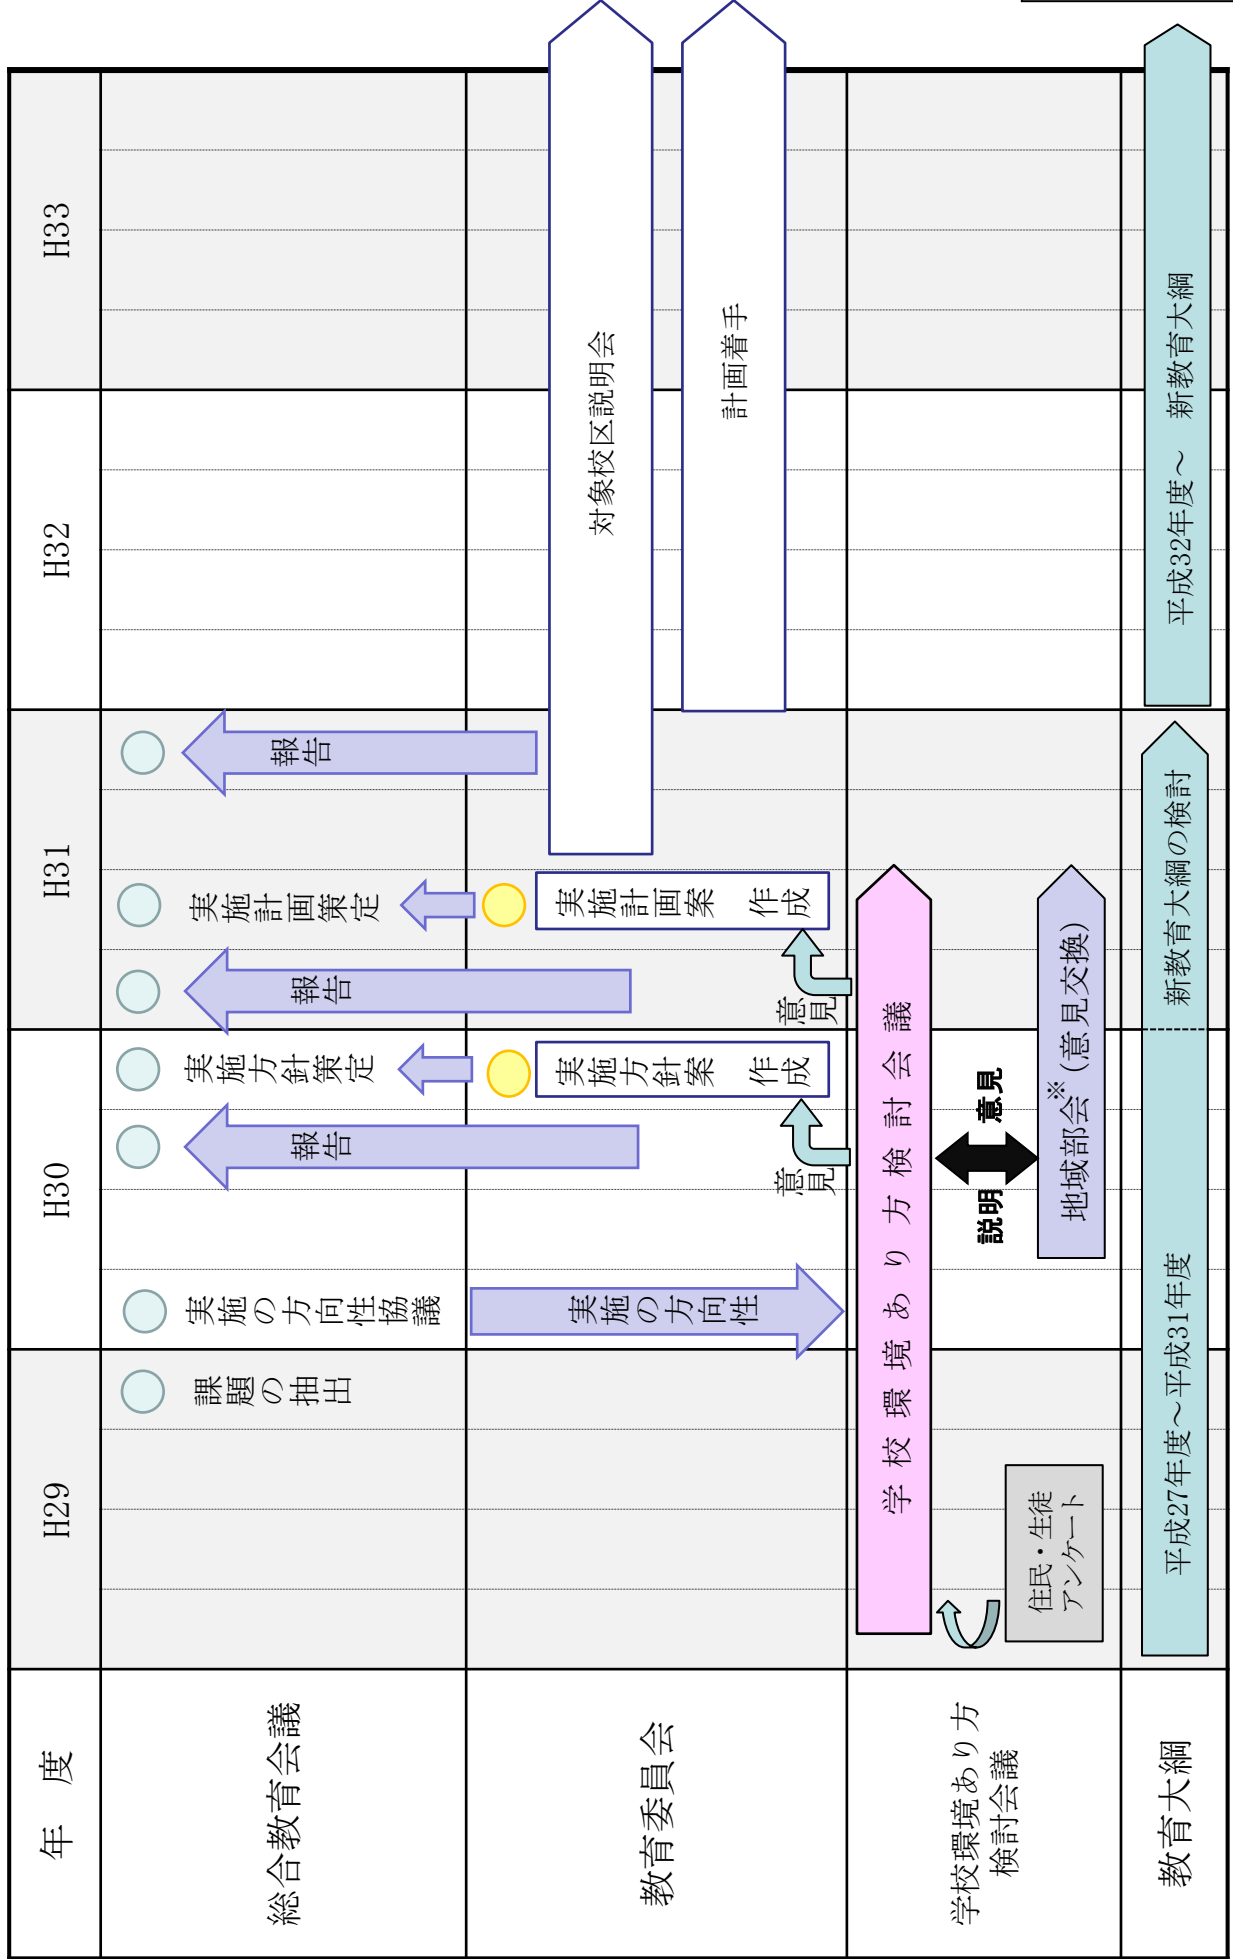 年　度
H29
H30
H31
H32
H33
総合教育会議
課題の抽出
実施の方向性協議
報告
実施方針策定
報告
実施計画策定
報告
教育委員会
実施の方向性
実施方針案　作成
実施計画案　作成
意見
意見
対象校区説明会
計画着手
学校環境あり方
検討会議
学校環境あり方検討会議
住民・生徒
アンケート
説明
意見
地域部会※(意見交換)
教育大綱
平成27年度～平成31年度
新教育大綱の検討
平成32年度～　新教育大綱